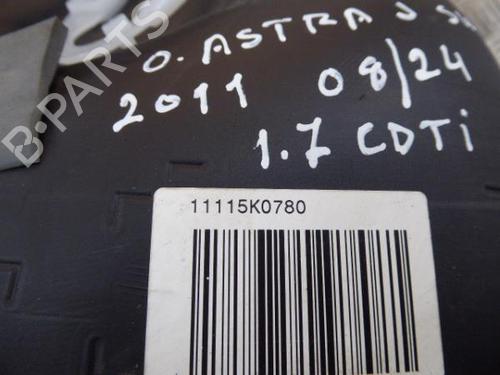 O. ASTRA J
2011 08/24
1.7 CDTi
11115K0780
B-PARTS